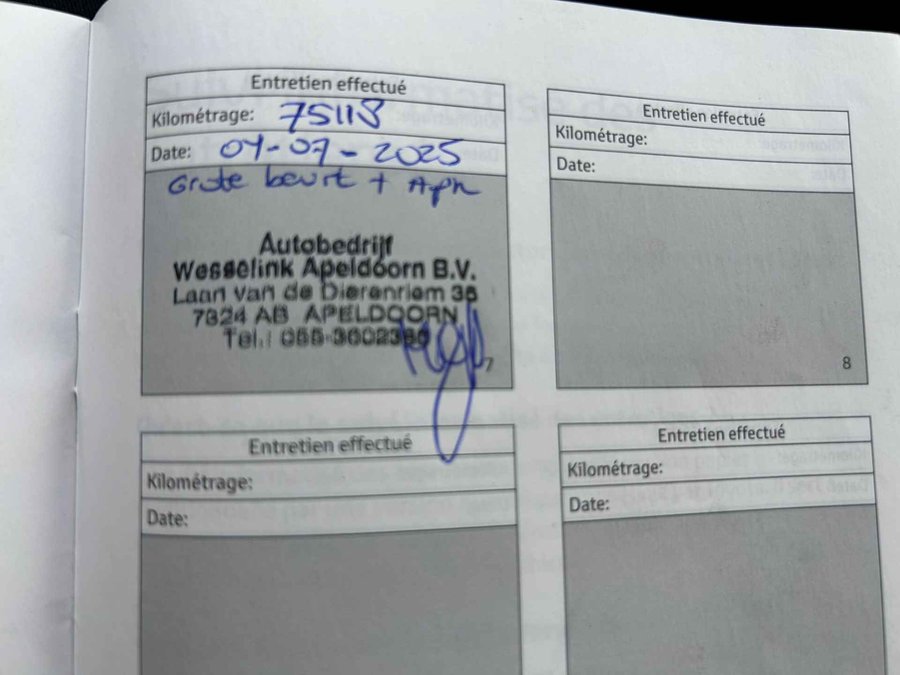 Entretien effectué
Kilométrage: 75118
Date: 04-07-2025
Grote beurt + Apk
Autobedrijf
Wesselink Apeldoorn B.V.
Laan van de Dierenriem 36
7324 AB APELDOORN
Tel.: 055-3602380
7
Entretien effectué
Kilométrage:
Date:
8
Entretien effectué
Kilométrage:
Date:
Entretien effectué
Kilométrage:
Date: